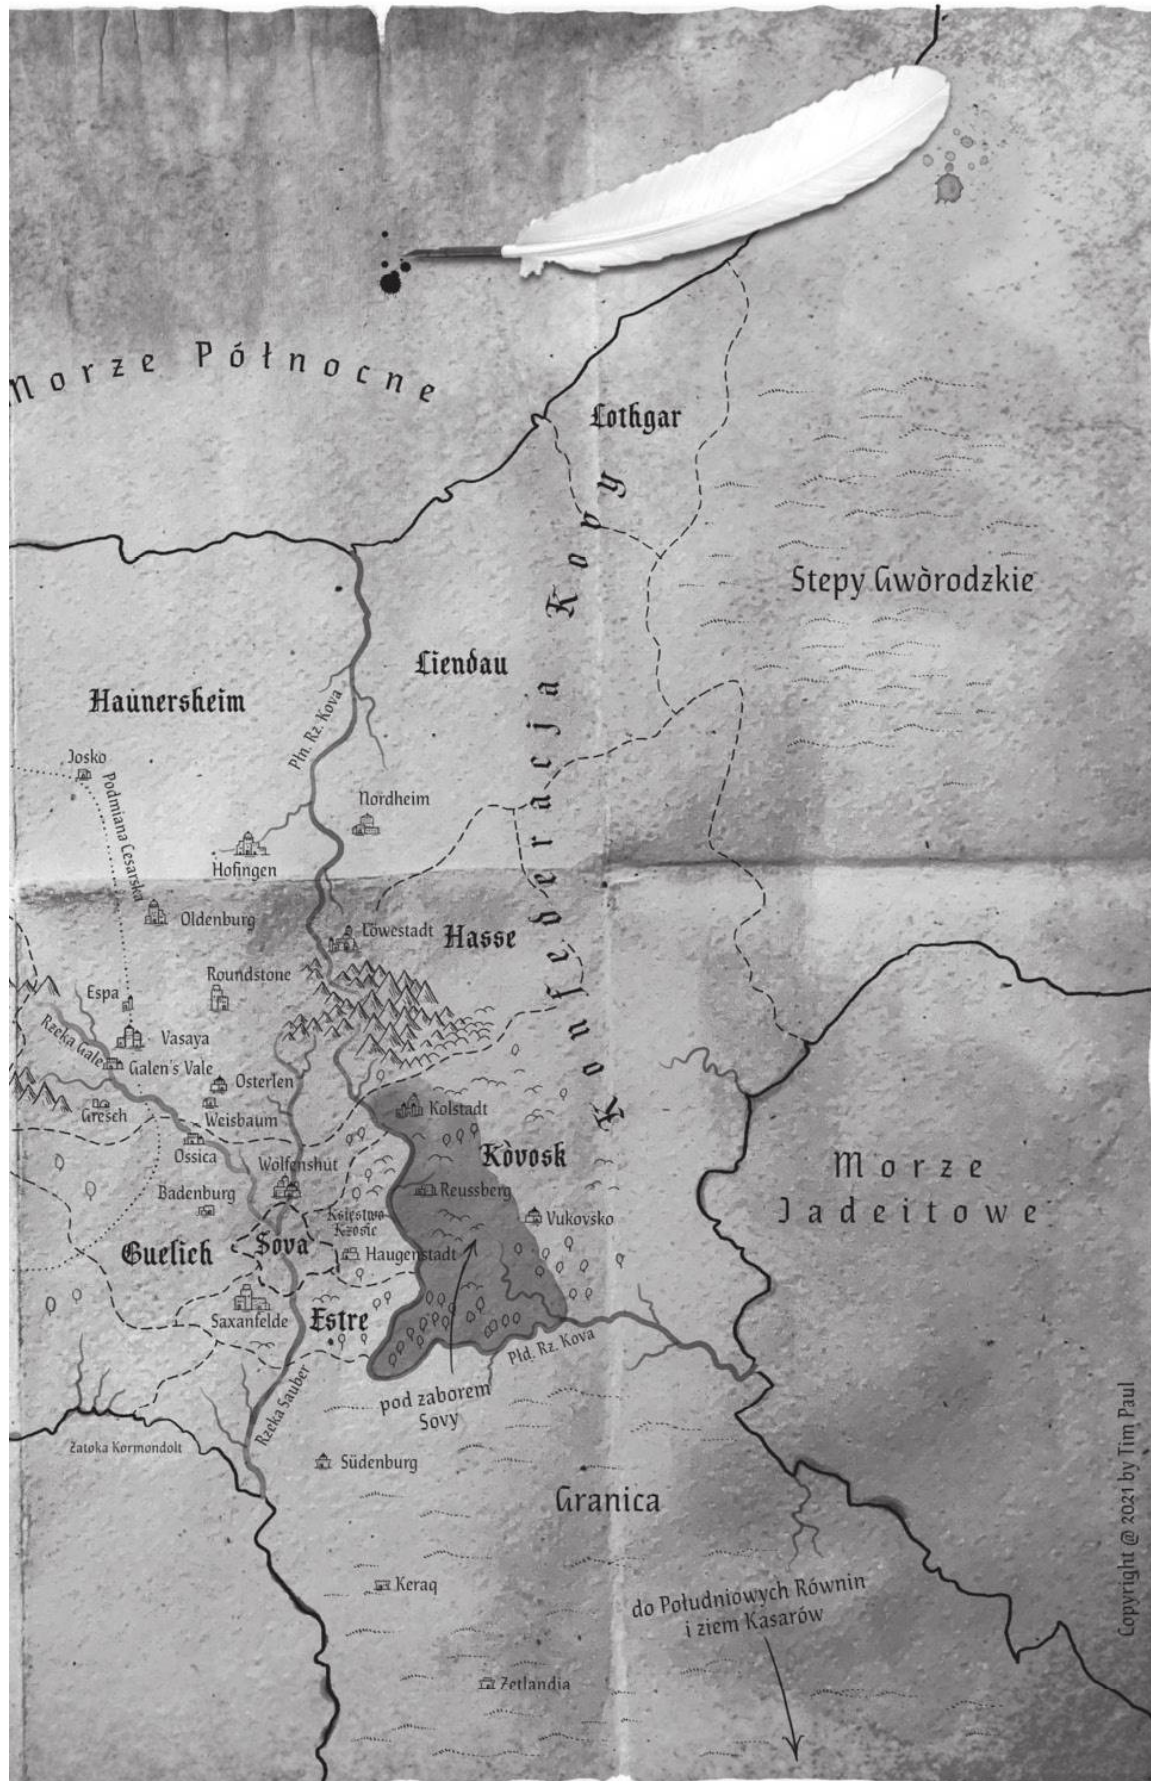 Morze Północne
Lothgar
Konfederacja Kopy
Stepy Gwòrodzkie
Liendau
Haunersheim
Płn. Rz. Kova
Josko
Podmiana Cesarska
Nordheim
Hofingen
Oldenburg
Löwestadt
Hasse
Roundstone
Espa
Rzeka Gale
Vasaya
Galen's Vale
Osterlen
Gresch
Weisbaum
Kolstadt
Ossica
Wolfenshut
Kòvosk
Morze
Jadeitowe
Badenburg
Reussberg
Księstwo
Krosic
Vukovsko
Guelich
Sova
Haugenstadt
Saxanfelde
Estre
Płd. Rz. Kova
Rzeka Sauber
pod zaborem
Sovy
Zatoka Kormondolt
Südenburg
Granica
Keraq
do Południowych Równin
i ziem Kasarów
Zetlandia
Copyright @ 2021 by Tim Paul